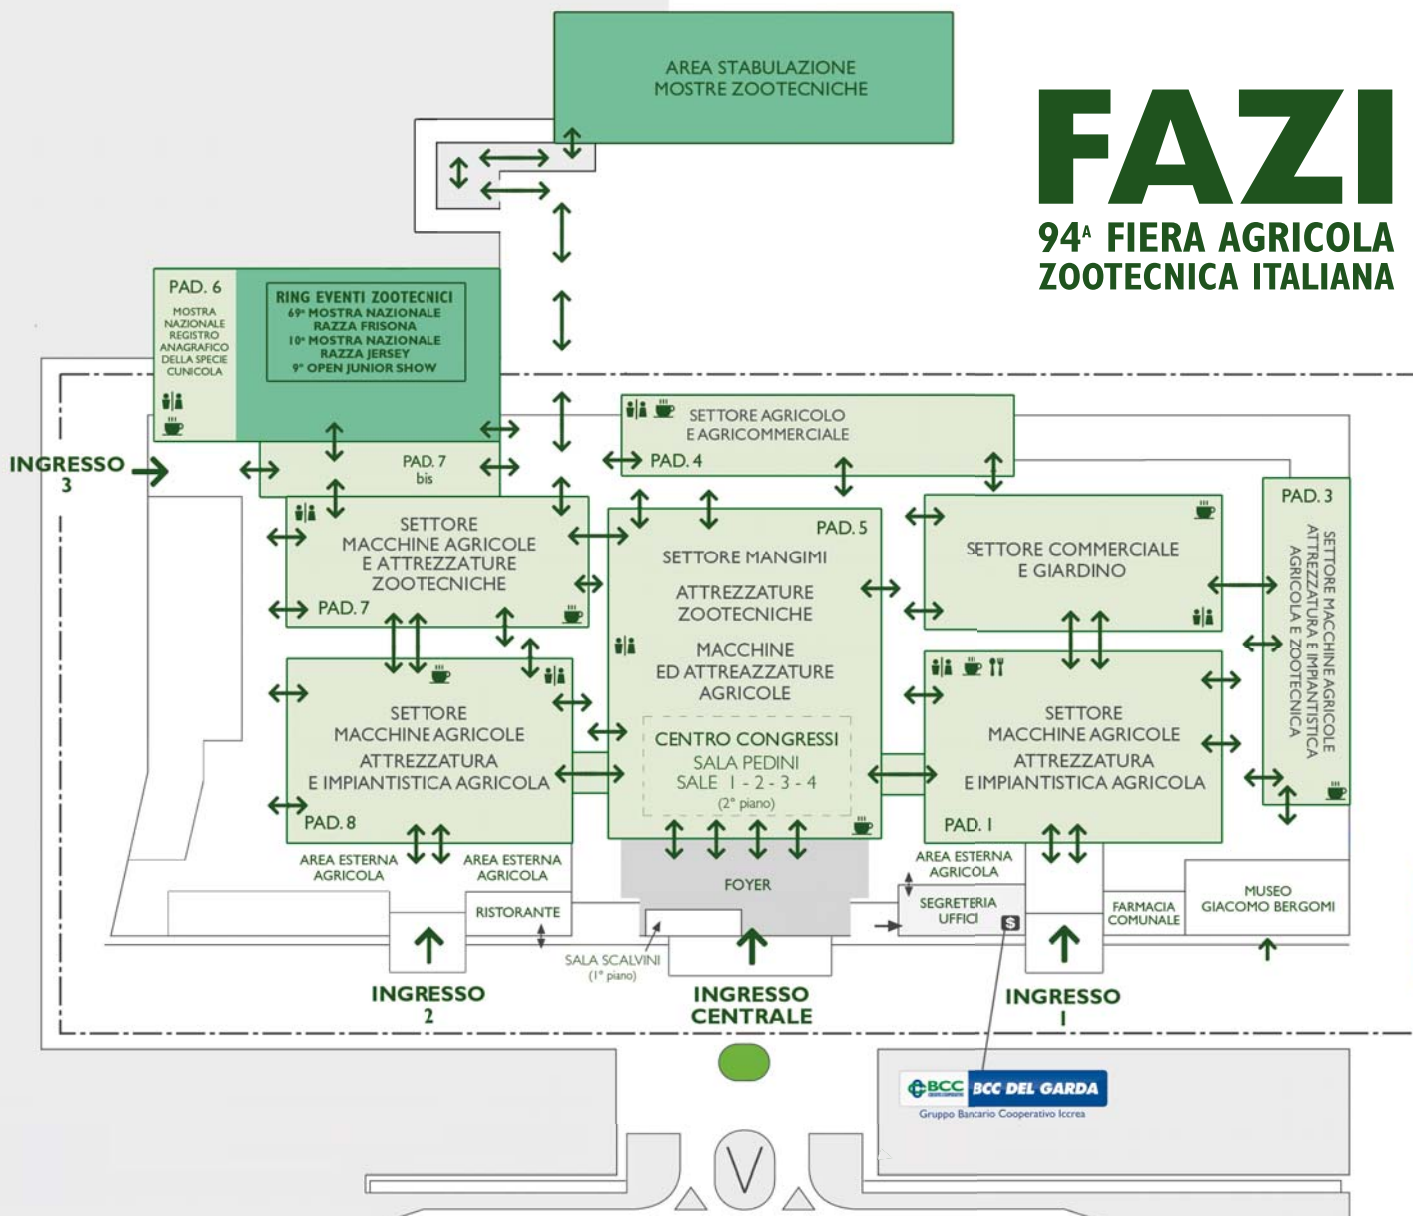 AREA STABULAZIONE
MOSTRE ZOOTECNICHE
FAZI
94ᴬ FIERA AGRICOLA
ZOOTECNICA ITALIANA
PAD. 6
MOSTRA
NAZIONALE
REGISTRO
ANAGRAFICO
DELLA SPECIE
CUNICOLA
RING EVENTI ZOOTECNICI
69ª MOSTRA NAZIONALE
RAZZA FRISONA
10ª MOSTRA NAZIONALE
RAZZA JERSEY
9° OPEN JUNIOR SHOW
INGRESSO
3
PAD. 7
bis
SETTORE AGRICOLO
E AGRICOMMERCIALE
PAD. 4
SETTORE
MACCHINE AGRICOLE
E ATTREZZATURE
ZOOTECNICHE
PAD. 7
PAD. 5
SETTORE MANGIMI
ATTREZZATURE
ZOOTECNICHE
MACCHINE
ED ATTREAZZATURE
AGRICOLE
CENTRO CONGRESSI
SALA PEDINI
SALE 1 - 2 - 3 - 4
(2° piano)
SETTORE COMMERCIALE
E GIARDINO
PAD. 3
SETTORE MACCHINE AGRICOLE
ATTREZZATURA E IMPIANTISTICA
AGRICOLA E ZOOTECNICA
SETTORE
MACCHINE AGRICOLE
ATTREZZATURA
E IMPIANTISTICA AGRICOLA
PAD. 8
SETTORE
MACCHINE AGRICOLE
ATTREZZATURA
E IMPIANTISTICA AGRICOLA
PAD. 1
AREA ESTERNA
AGRICOLA
AREA ESTERNA
AGRICOLA
FOYER
AREA ESTERNA
AGRICOLA
RISTORANTE
SEGRETERIA
UFFICI
$
FARMACIA
COMUNALE
MUSEO
GIACOMO BERGOMI
SALA SCALVINI
(1° piano)
INGRESSO
2
INGRESSO
CENTRALE
INGRESSO
1
BCC
BCC DEL GARDA
Gruppo Bancario Cooperativo Iccrea